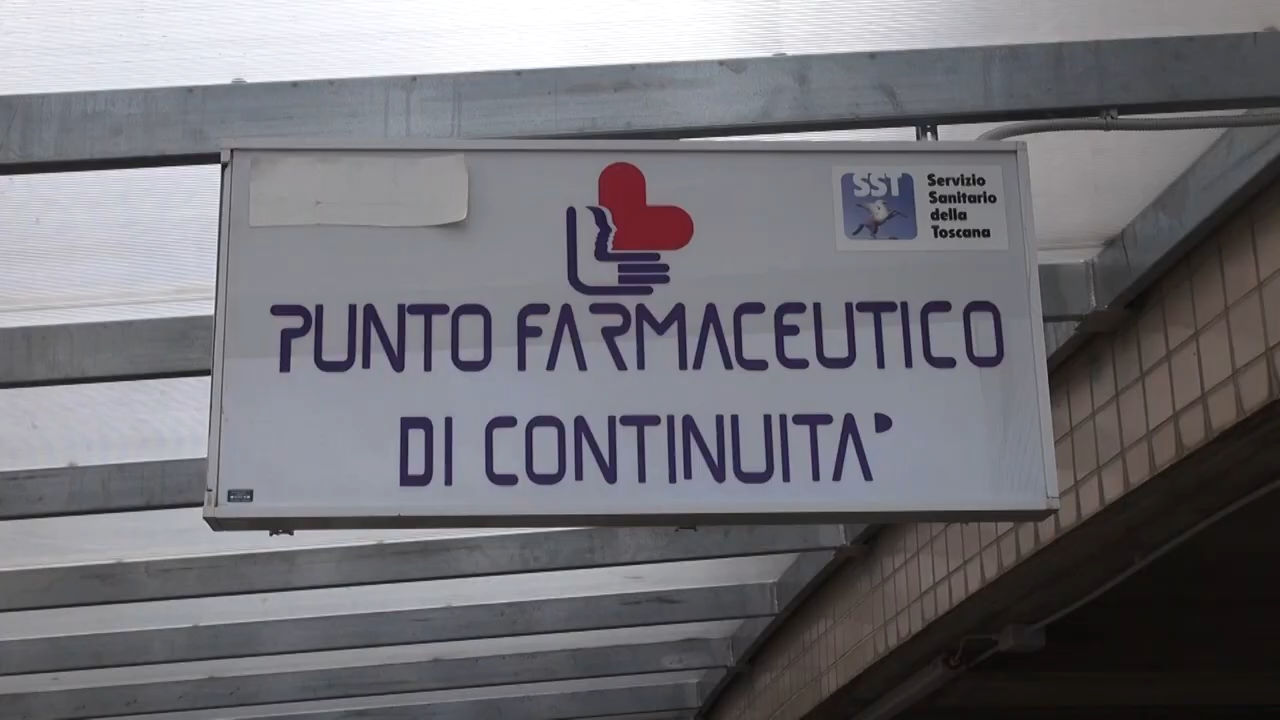 SST
Servizio
Sanitario
della
Toscana
PUNTO FARMACEUTICO
DI CONTINUITA'